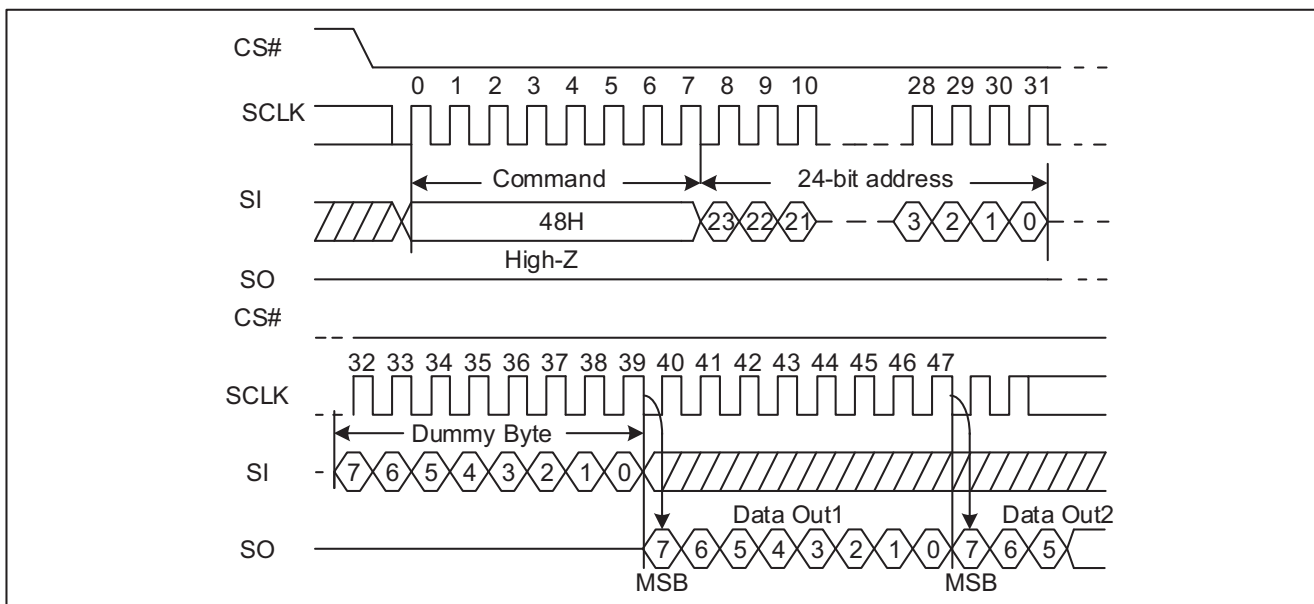 CS#
0 1 2 3 4 5 6 7 8 9 10 28 29 30 31
SCLK
Command 24-bit address
SI
48H 23 22 21 3 2 1 0
High-Z
SO
CS#
32 33 34 35 36 37 38 39 40 41 42 43 44 45 46 47
SCLK
Dummy Byte
SI 7 6 5 4 3 2 1 0
Data Out1 Data Out2
SO 7 6 5 4 3 2 1 0 7 6 5
MSB MSB